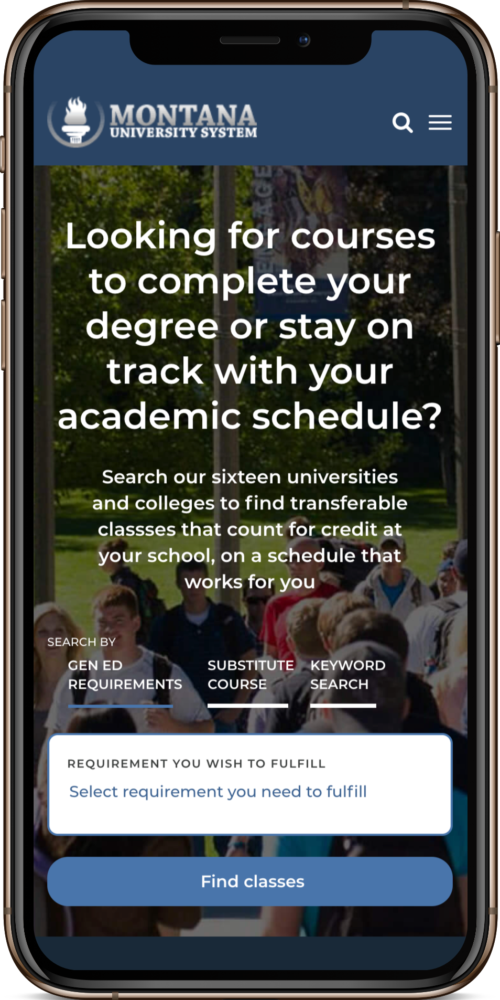 MONTANA
UNIVERSITY SYSTEM
ENGAGE
Looking for courses
to complete your
degree or stay on
track with your
academic schedule?
Search our sixteen universities
and colleges to find transferable
classses that count for credit at
your school, on a schedule that
works for you
SEARCH BY
GEN ED
REQUIREMENTS
SUBSTITUTE
COURSE
KEYWORD
SEARCH
REQUIREMENT YOU WISH TO FULFILL
Select requirement you need to fulfill
Find classes